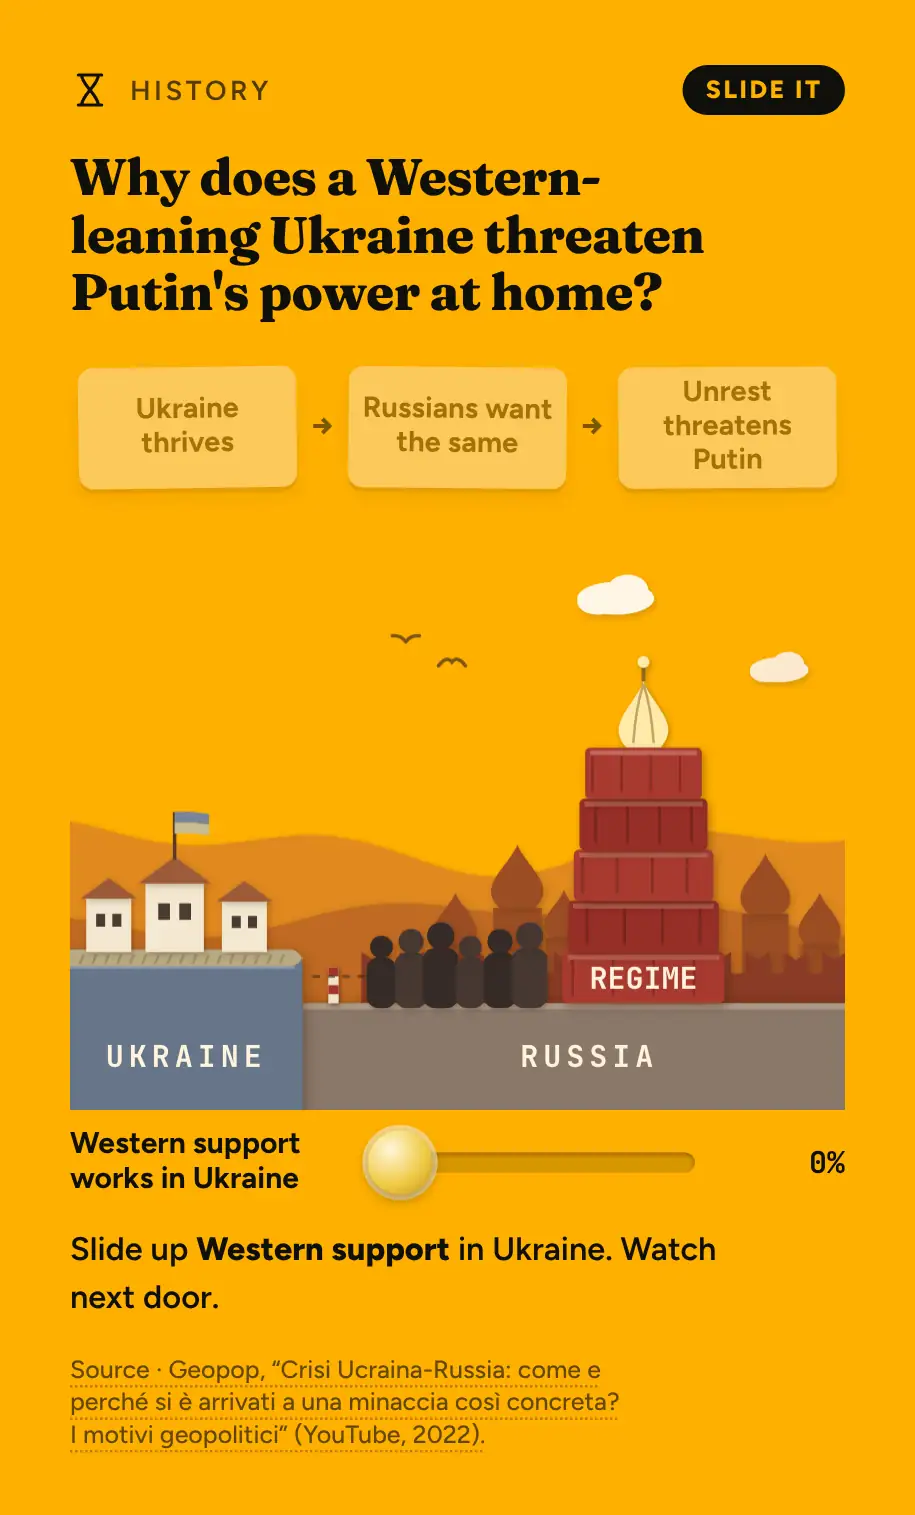 HISTORY
SLIDE IT
Why does a Western-
leaning Ukraine threaten
Putin's power at home?
Ukraine
thrives
→
Russians want
the same
→
Unrest
threatens
Putin
REGIME
UKRAINE
RUSSIA
Western support
works in Ukraine
0%
Slide up Western support in Ukraine. Watch
next door.
Source · Geopop, “Crisi Ucraina-Russia: come e
perché si è arrivati a una minaccia così concreta?
I motivi geopolitici” (YouTube, 2022).